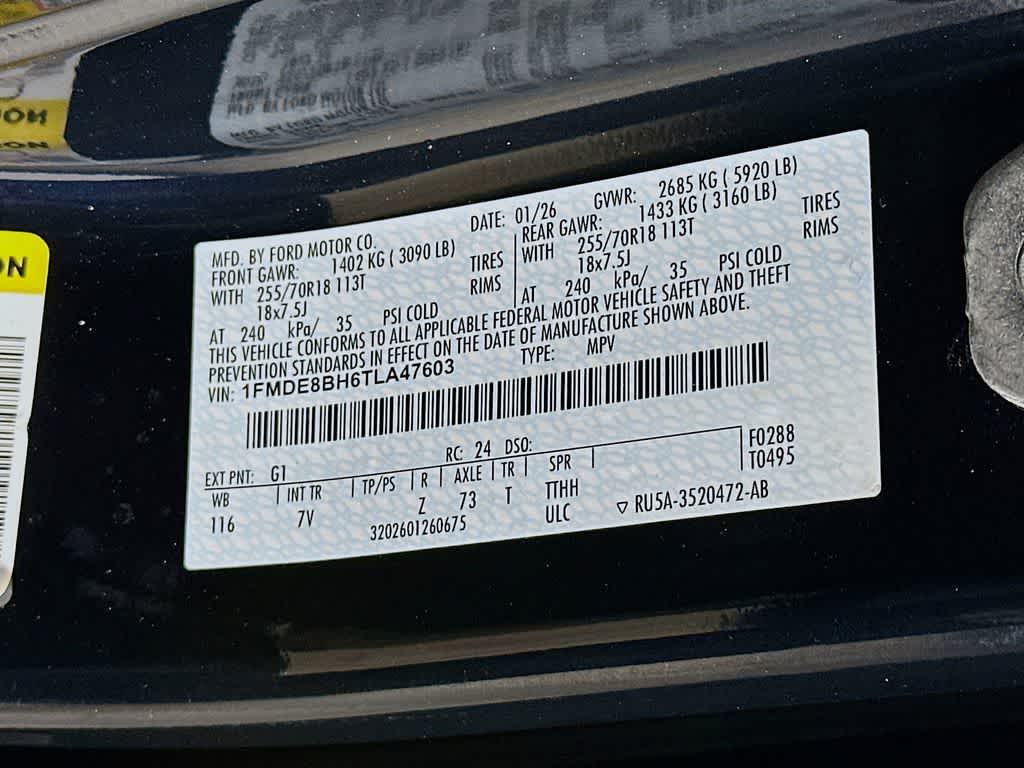 MFD. BY FORD MOTOR CO.
DATE: 01/26 GVWR: 2685 KG ( 5920 LB)
FRONT GAWR: 1402 KG ( 3090 LB) REAR GAWR: 1433 KG ( 3160 LB)
WITH 255/70R18 113T TIRES WITH 255/70R18 113T TIRES
18x7.5J RIMS 18x7.5J RIMS
AT 240 kPa/ 35 PSI COLD AT 240 kPa/ 35 PSI COLD
THIS VEHICLE CONFORMS TO ALL APPLICABLE FEDERAL MOTOR VEHICLE SAFETY AND THEFT
PREVENTION STANDARDS IN EFFECT ON THE DATE OF MANUFACTURE SHOWN ABOVE.
VIN: 1FMDE8BH6TLA47603 TYPE: MPV
EXT PNT: G1 RC: 24 DSO: F0288
WB INT TR TP/PS R AXLE TR SPR T0495
116 7V Z 73 T TTHH
3202601260675 ULC ▽ RU5A-3520472-AB